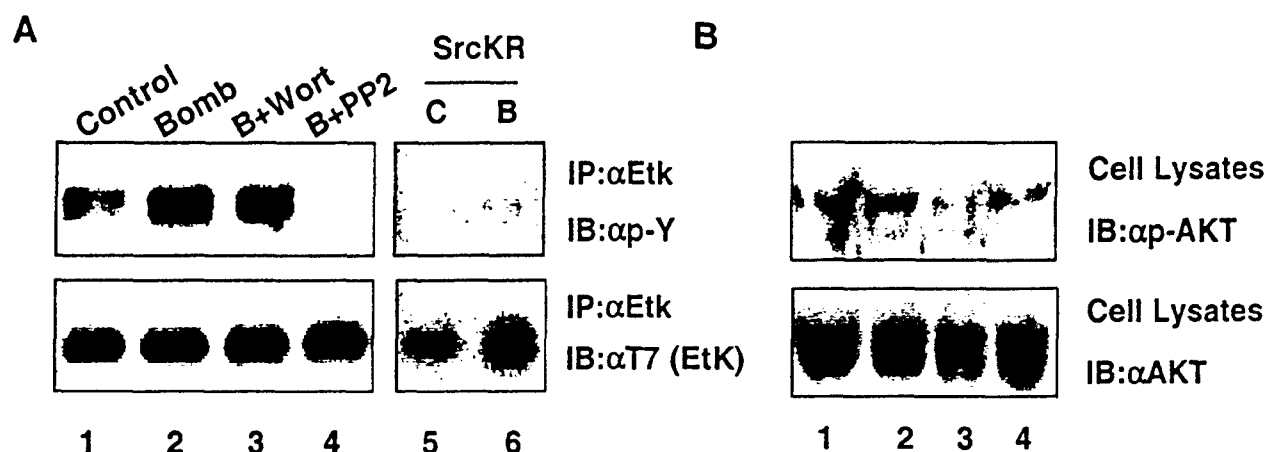 A
Control
Bomb
B+Wort
B+PP2
SrcKR
C B
IP:αEtk
IB:αp-Y
IP:αEtk
IB:αT7 (EtK)
1 2 3 4 5 6
B
Cell Lysates
IB:αp-AKT
Cell Lysates
IB:αAKT
1 2 3 4